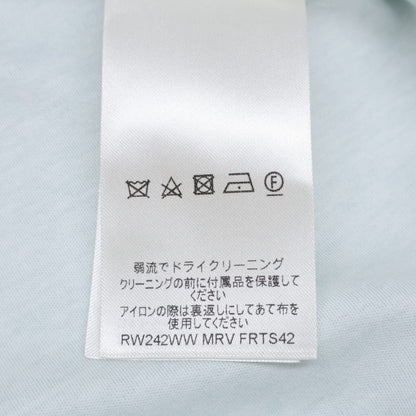 F
弱流でドライクリーニング
クリーニングの前に付属品を保護して
ください
アイロンの際は裏返しにしてあて布を
使用してください
RW242WW MRV FRTS42